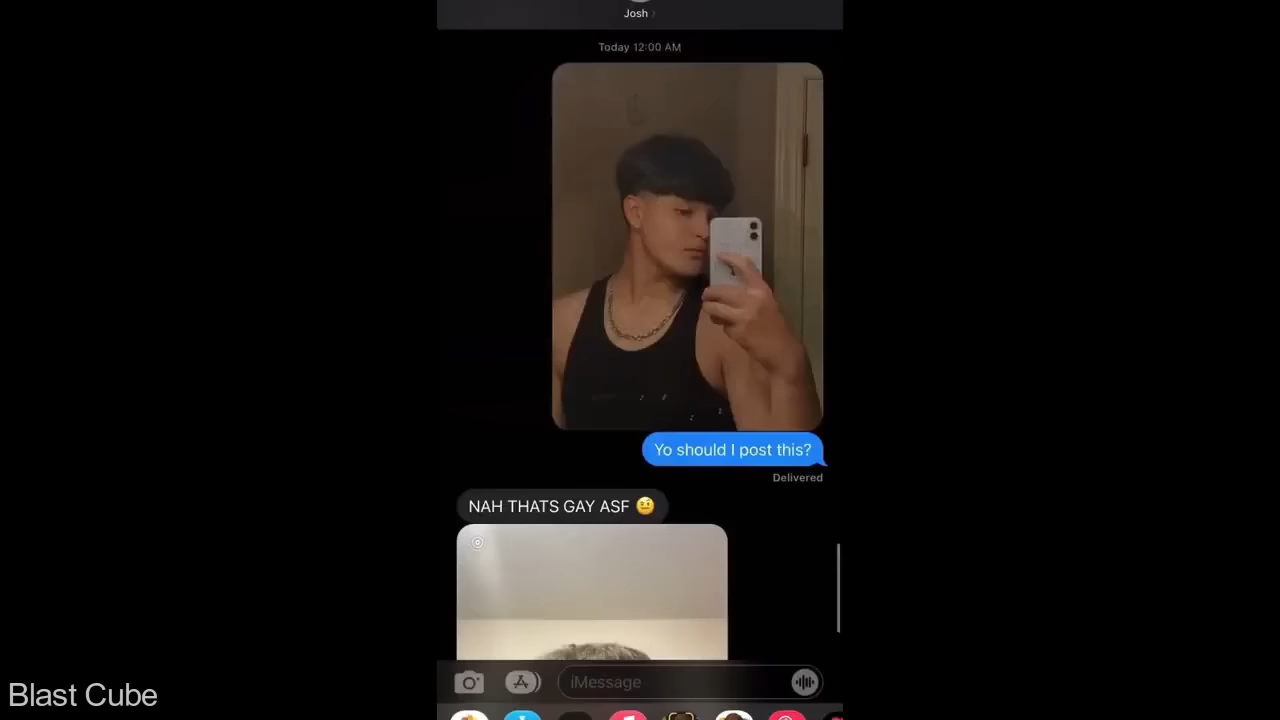 Josh
Today 12:00 AM
Yo should I post this?
Delivered
NAH THATS GAY ASF 🤨
iMessage
Blast Cube